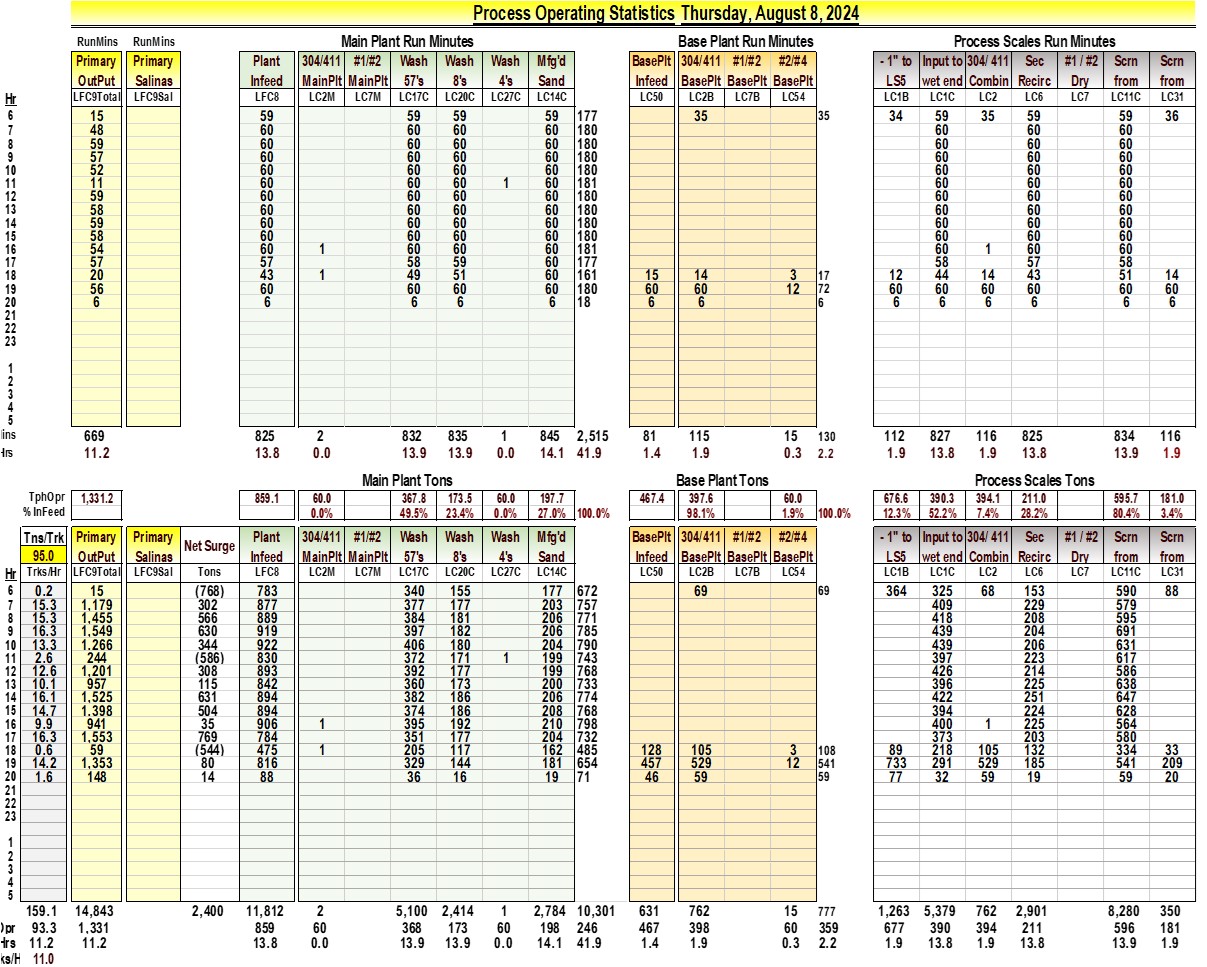 Process Operating Statistics Thursday, August 8, 2024
RunMins RunMins Main Plant Run Minutes Base Plant Run Minutes Process Scales Run Minutes
Primary Primary Plant 304/411 #1/#2 Wash Wash Wash Mfg'd BasePlt 304/411 #1/#2 #2/#4 - 1" to Input to 304/ 411 Sec #1 / #2 Scrn Scrn
OutPut Salinas Infeed MainPlt MainPlt 57's 8's 4's Sand Infeed BasePlt BasePlt BasePlt LS5 wet end Combin Recirc Dry from from
Hr LFC9Total LFC9Sal LFC8 LC2M LC7M LC17C LC20C LC27C LC14C LC50 LC2B LC7B LC54 LC1B LC1C LC2 LC6 LC7 LC11C LC31
6 15 59 59 59 59 177 35 35 34 59 35 59 59 36
7 48 60 60 60 60 180 60 60 60
8 59 60 60 60 60 180 60 60 60
9 57 60 60 60 60 180 60 60 60
10 52 60 60 60 60 180 60 60 60
11 11 60 60 60 1 60 181 60 60 60
12 59 60 60 60 60 180 60 60 60
13 58 60 60 60 60 180 60 60 60
14 59 60 60 60 60 180 60 60 60
15 58 60 60 60 60 180 60 60 60
16 54 60 1 60 60 60 181 60 1 60 60
17 57 57 58 59 60 177 58 57 58
18 20 43 1 49 51 60 161 15 14 3 17 12 44 14 43 51 14
19 56 60 60 60 60 180 60 60 12 72 60 60 60 60 60 60
20 6 6 6 6 6 18 6 6 6 6 6 6 6 6 6
21
22
23
1
2
3
4
5
ins 669 825 2 832 835 1 845 2,515 81 115 15 130 112 827 116 825 834 116
Hrs 11.2 13.8 0.0 13.9 13.9 0.0 14.1 41.9 1.4 1.9 0.3 2.2 1.9 13.8 1.9 13.8 13.9 1.9
Main Plant Tons Base Plant Tons Process Scales Tons
TphOpr 1,331.2 859.1 60.0 367.8 173.5 60.0 197.7 467.4 397.6 60.0 676.6 390.3 394.1 211.0 595.7 181.0
% InFeed 0.0% 49.5% 23.4% 0.0% 27.0% 100.0% 98.1% 1.9% 100.0% 12.3% 52.2% 7.4% 28.2% 80.4% 3.4%
Tns/Trk Primary Primary Net Surge Plant 304/411 #1/#2 Wash Wash Wash Mfg'd BasePlt 304/411 #1/#2 #2/#4 - 1" to Input to 304/ 411 Sec #1 / #2 Scrn Scrn
95.0 OutPut Salinas Infeed MainPlt MainPlt 57's 8's 4's Sand Infeed BasePlt BasePlt BasePlt LS5 wet end Combin Recirc Dry from from
Hr Trks/Hr LFC9Total LFC9Sal Tons LFC8 LC2M LC7M LC17C LC20C LC27C LC14C LC50 LC2B LC7B LC54 LC1B LC1C LC2 LC6 LC7 LC11C LC31
6 0.2 15 (768) 783 340 155 177 672 69 69 364 325 68 153 590 88
7 15.3 1,179 302 877 377 177 203 757 409 229 579
8 15.3 1,455 566 889 384 181 206 771 418 208 595
9 16.3 1,549 630 919 397 182 206 785 439 204 691
10 13.3 1,266 344 922 406 180 204 790 439 206 631
11 2.6 244 (586) 830 372 171 1 199 743 397 223 617
12 12.6 1,201 308 893 392 177 199 768 426 214 586
13 10.1 957 115 842 360 173 200 733 396 225 638
14 16.1 1,525 631 894 382 186 206 774 422 251 647
15 14.7 1,398 504 894 374 186 208 768 394 224 628
16 9.9 941 35 906 1 395 192 210 798 400 1 225 564
17 16.3 1,553 769 784 351 177 204 732 373 203 580
18 0.6 59 (544) 475 1 205 117 162 485 128 105 3 108 89 218 105 132 334 33
19 14.2 1,353 80 816 329 144 181 654 457 529 12 541 733 291 529 185 541 209
20 1.6 148 14 88 36 16 19 71 46 59 59 77 32 59 19 59 20
21
22
23
1
2
3
4
5
159.1 14,843 2,400 11,812 2 5,100 2,414 1 2,784 10,301 631 762 15 777 1,263 5,379 762 2,901 8,280 350
pr 93.3 1,331 859 60 368 173 60 198 246 467 398 60 359 677 390 394 211 596 181
Hrs 11.2 11.2 13.8 0.0 13.9 13.9 0.0 14.1 41.9 1.4 1.9 0.3 2.2 1.9 13.8 1.9 13.8 13.9 1.9
ks/H 11.0